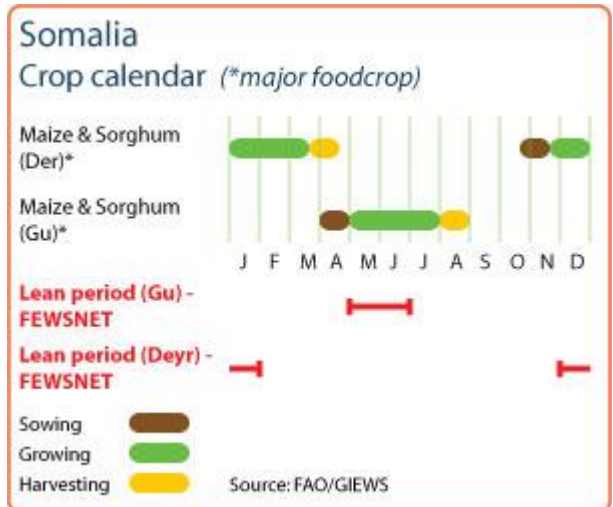 Somalia
Crop calendar (*major foodcrop)
Maize & Sorghum
(Der)*
Maize & Sorghum
(Gu)*
J F M A M J J A S O N D
Lean period (Gu) -
FEWSNET
Lean period (Deyr) -
FEWSNET
Sowing
Growing
Harvesting
Source: FAO/GIEWS